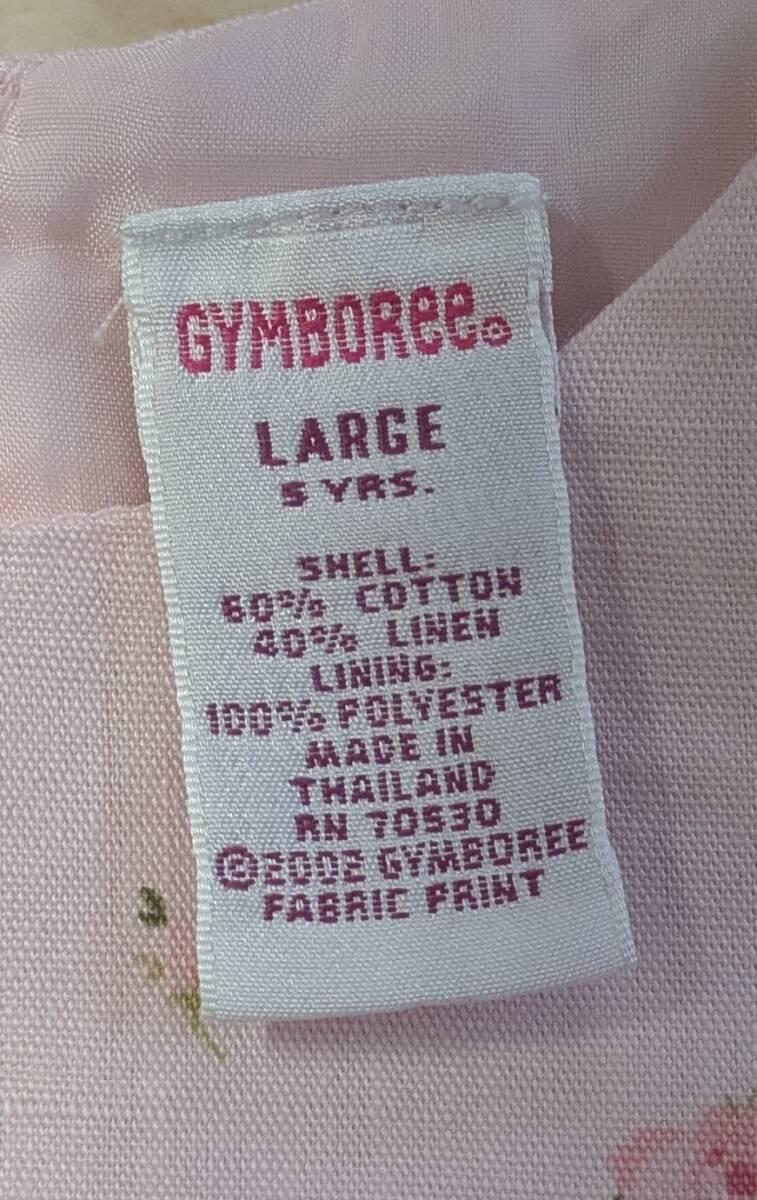 GYMBOREE®
LARGE
5 YRS.
SHELL:
60% COTTON
40% LINEN
LINING:
100% POLYESTER
MADE IN
THAILAND
RN 70530
©2002 GYMBOREE
FABRIC PRINT